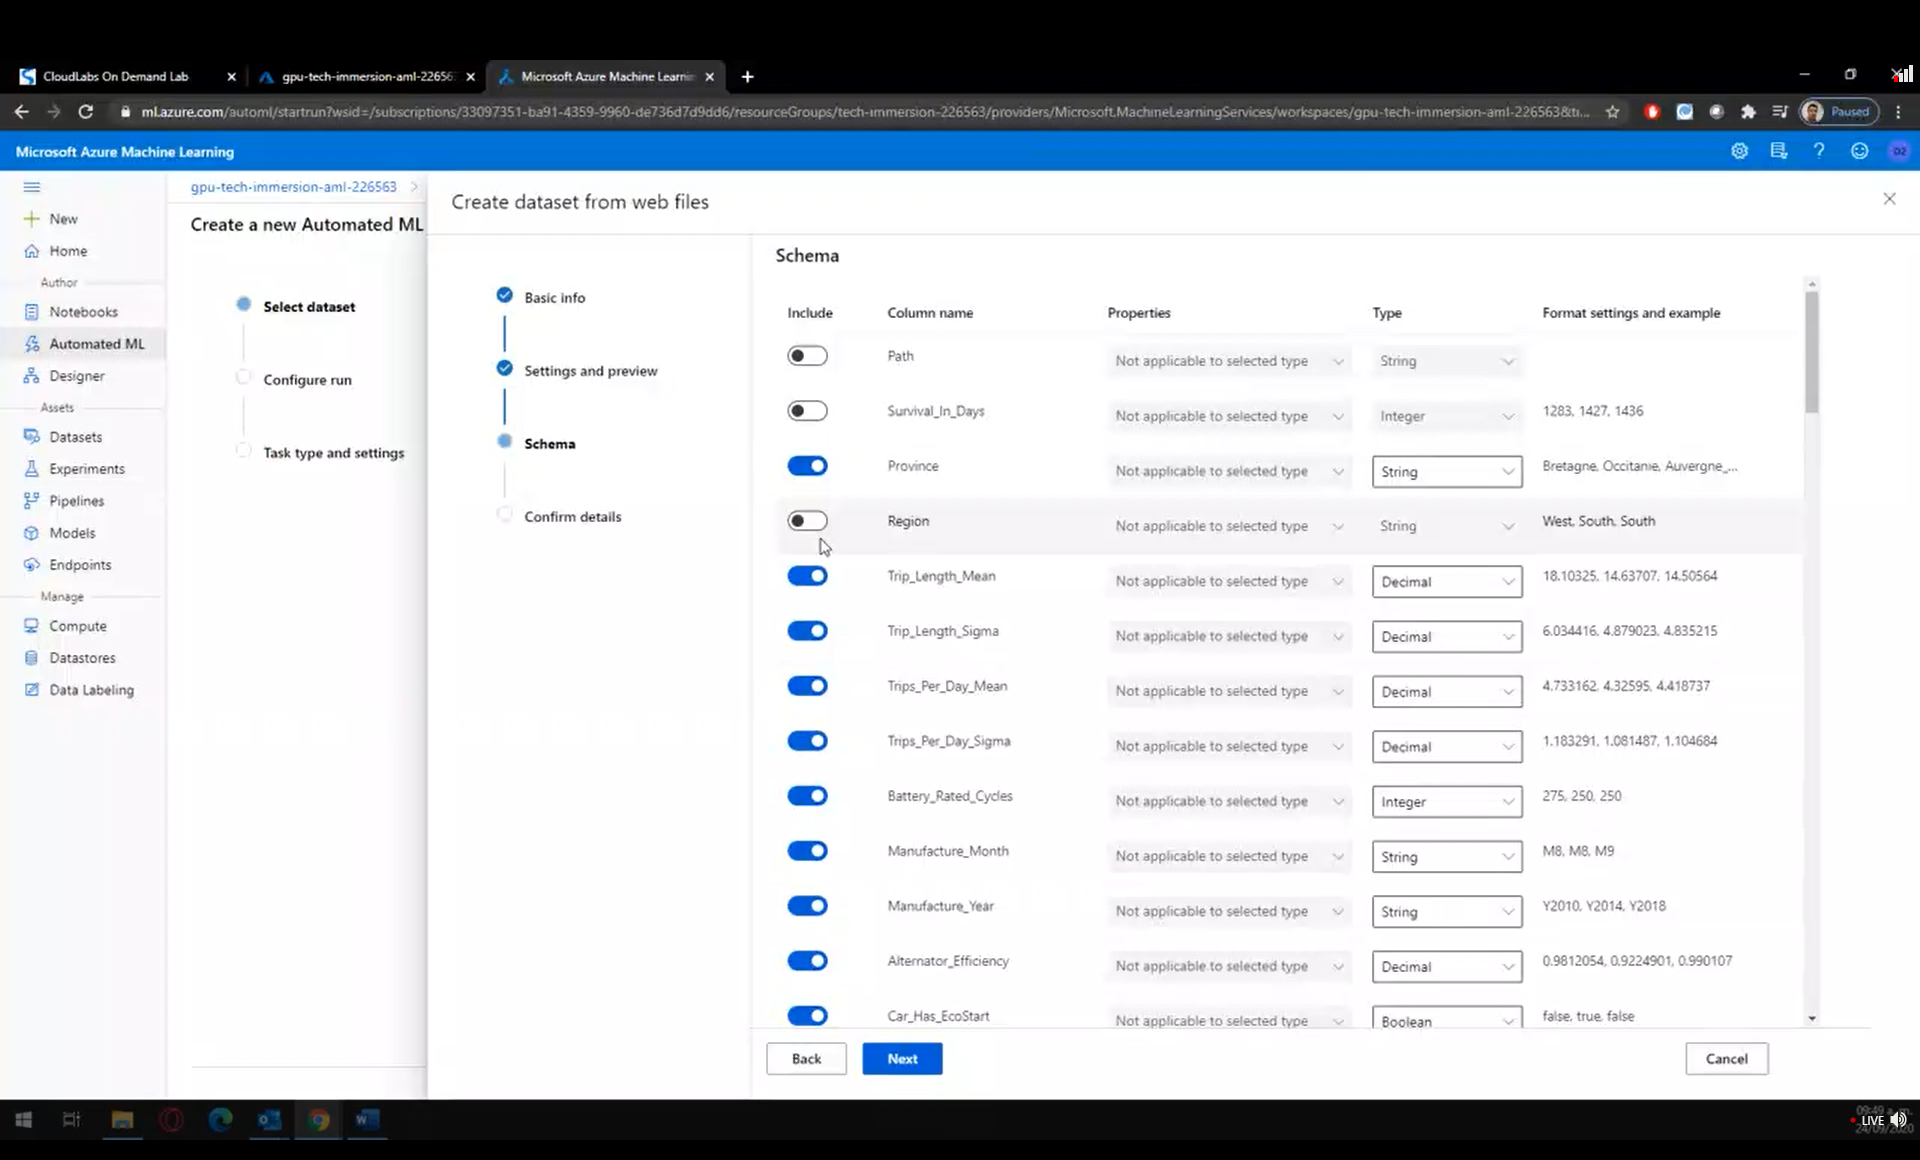 CloudLabs On Demand Lab
gpu-tech-immersion-aml-22656
Microsoft Azure Machine Learnin
ml.azure.com/automl/startrun?wsid=/subscriptions/33097351-ba91-4359-9960-de736d7d9dd6/resourceGroups/tech-immersion-226563/providers/Microsoft.MachineLearningServices/workspaces/gpu-tech-immersion-aml-226563&ti...
Paused
Microsoft Azure Machine Learning
?
DZ
New
Home
Author
Notebooks
Automated ML
Designer
Assets
Datasets
Experiments
Pipelines
Models
Endpoints
Manage
Compute
Datastores
Data Labeling
gpu-tech-immersion-aml-226563 >
Create a new Automated ML
Select dataset
Configure run
Task type and settings
Create dataset from web files
Basic info
Settings and preview
Schema
Confirm details
Schema
Include Column name Properties Type Format settings and example
Path Not applicable to selected type String
Survival_In_Days Not applicable to selected type Integer 1283, 1427, 1436
Province Not applicable to selected type String Bretagne, Occitanie, Auvergne_...
Region Not applicable to selected type String West, South, South
Trip_Length_Mean Not applicable to selected type Decimal 18.10325, 14.63707, 14.50564
Trip_Length_Sigma Not applicable to selected type Decimal 6.034416, 4.879023, 4.835215
Trips_Per_Day_Mean Not applicable to selected type Decimal 4.733162, 4.32595, 4.418737
Trips_Per_Day_Sigma Not applicable to selected type Decimal 1.183291, 1.081487, 1.104684
Battery_Rated_Cycles Not applicable to selected type Integer 275, 250, 250
Manufacture_Month Not applicable to selected type String M8, M8, M9
Manufacture_Year Not applicable to selected type String Y2010, Y2014, Y2018
Alternator_Efficiency Not applicable to selected type Decimal 0.9812054, 0.9224901, 0.990107
Car_Has_EcoStart Not applicable to selected type Boolean false, true, false
Back Next Cancel
LIVE
24/09/2020